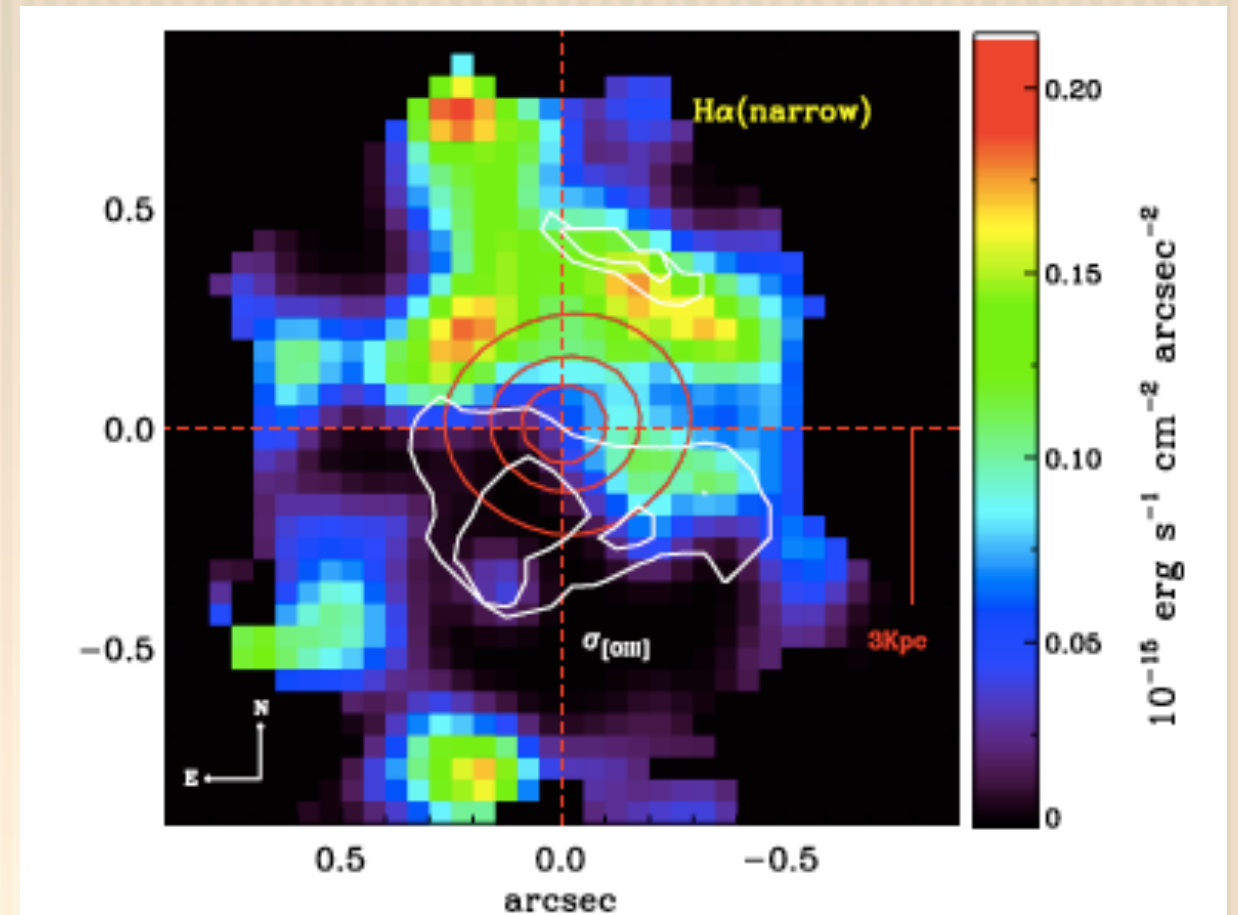 Hα(narrow)
0.20
0.5
0.15
0.0
0.10
σ[OIII]
3Kpc
−0.5
0.05
N
E
0
0.5 0.0 −0.5
arcsec
10⁻¹⁵ erg s⁻¹ cm⁻² arcsec⁻²